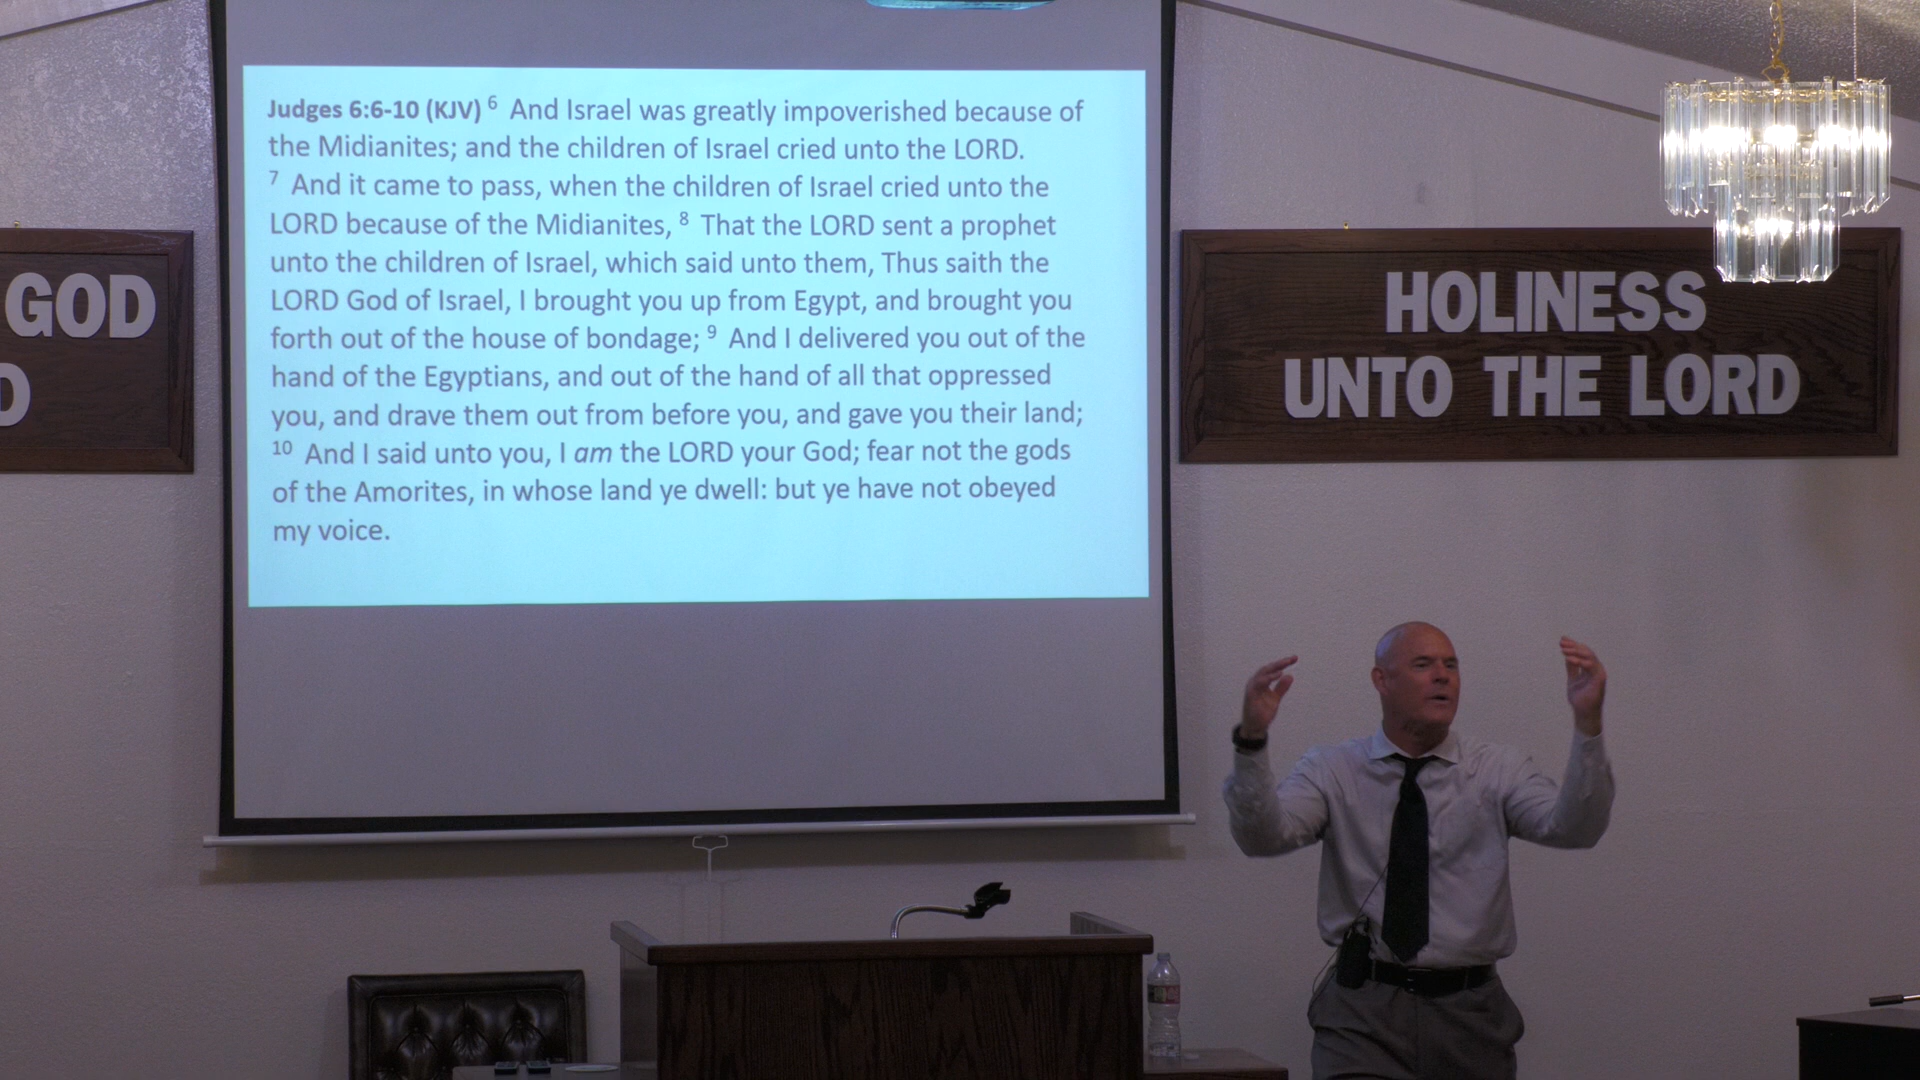 Judges 6:6-10 (KJV) 6 And Israel was greatly impoverished because of
the Midianites; and the children of Israel cried unto the LORD.
7 And it came to pass, when the children of Israel cried unto the
LORD because of the Midianites, 8 That the LORD sent a prophet
unto the children of Israel, which said unto them, Thus saith the
LORD God of Israel, I brought you up from Egypt, and brought you
forth out of the house of bondage; 9 And I delivered you out of the
hand of the Egyptians, and out of the hand of all that oppressed
you, and drave them out from before you, and gave you their land;
10 And I said unto you, I am the LORD your God; fear not the gods
of the Amorites, in whose land ye dwell: but ye have not obeyed
my voice.
GOD
D
HOLINESS
UNTO THE LORD